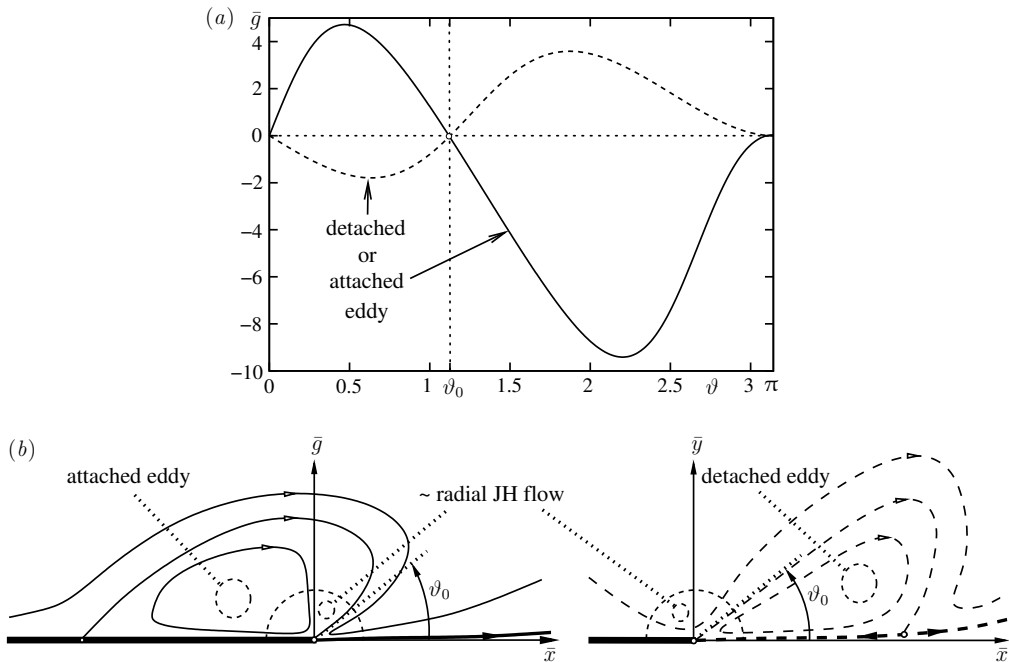 (a)
ḡ
4
2
0
−2
−4
−6
−8
−10
detached
or
attached
eddy
0
0.5
1
ϑ₀
1.5
2
2.5
ϑ
3
π
(b)
ḡ
attached eddy
~ radial JH flow
ϑ₀
x̄
ȳ
detached eddy
ϑ₀
x̄